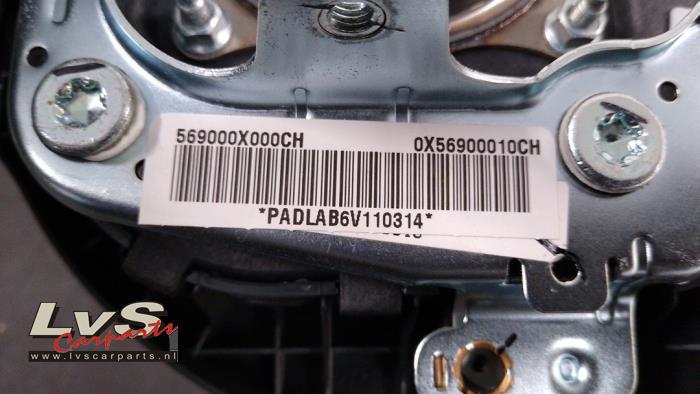 569000X000CH 0X56900010CH
*PADLAB6V110314*
LvS
Carparts
www.lvscarparts.nl